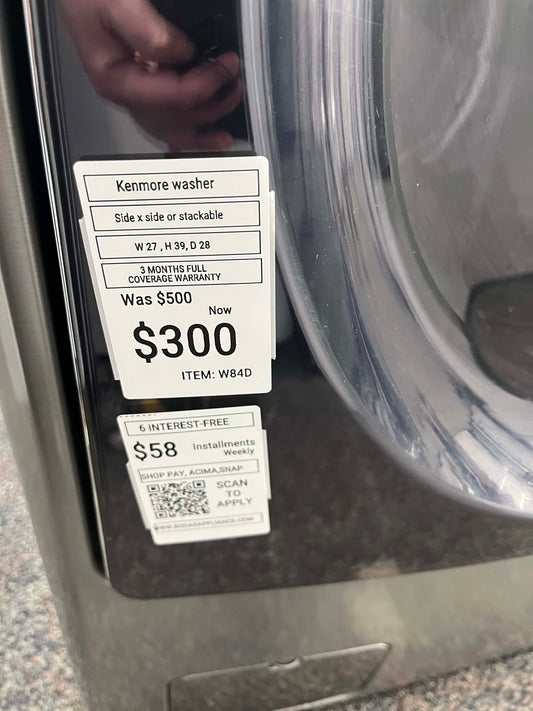 Kenmore washer
Side x side or stackable
W 27 , H 39, D 28
3 MONTHS FULL
COVERAGE WARRANTY
Was $500
Now
$300
ITEM: W84D
6 INTEREST-FREE
$58 Installments
Weekly
SHOP PAY, ACIMA,SNAP
SCAN
TO
APPLY